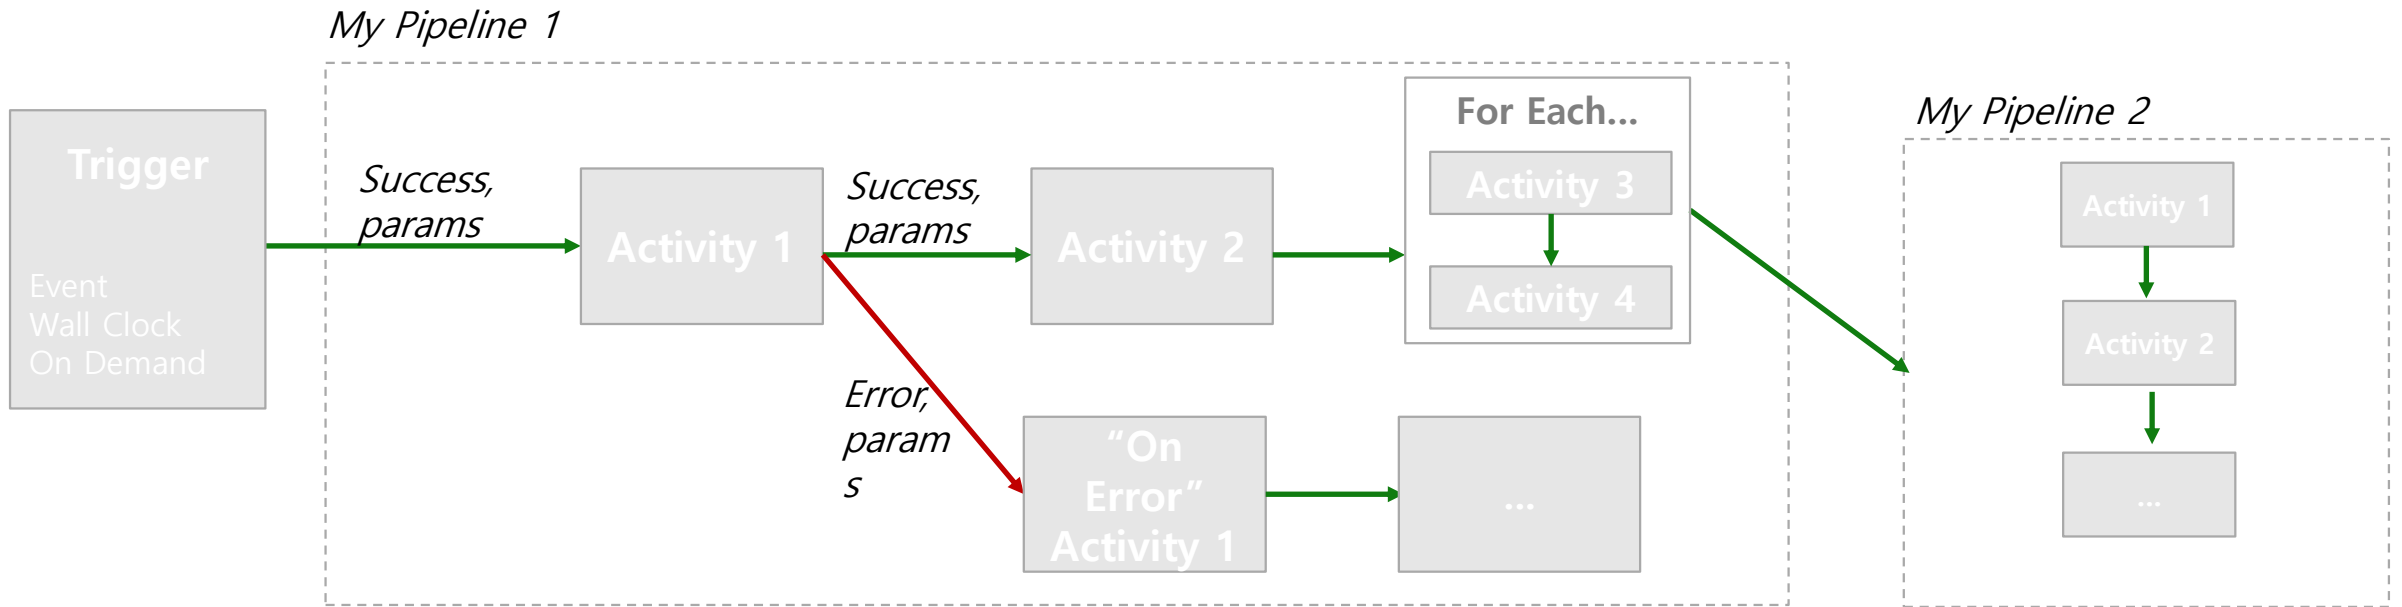 My Pipeline 1
Trigger
Event
Wall Clock
On Demand
Success,
params
Activity 1
Success,
params
Activity 2
For Each...
Activity 3
Activity 4
Error,
param
s
“On
Error”
Activity 1
...
My Pipeline 2
Activity 1
Activity 2
...